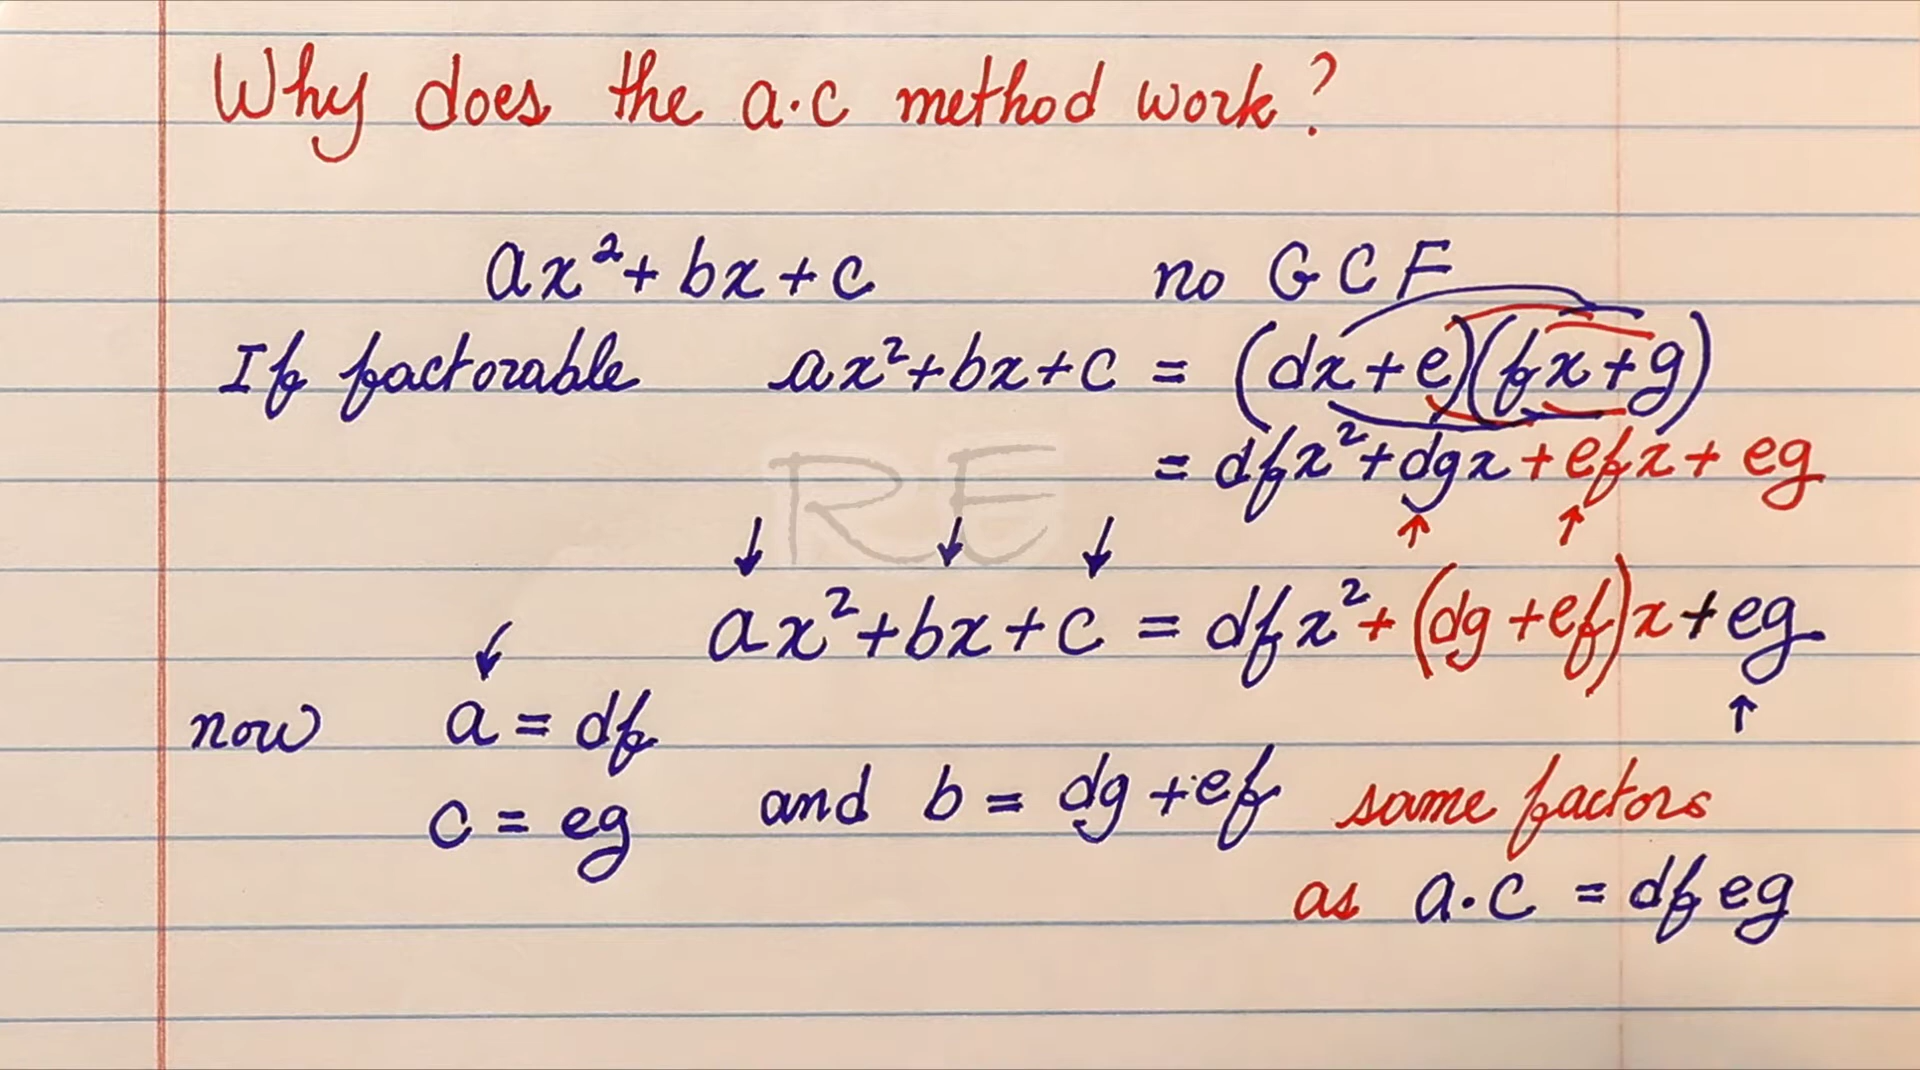 Why does the a·c method work?
ax²+bx+c no GCF
If factorable ax²+bx+c = (dx+e)(fx+g)
= dfx²+dgx+efx+eg
RE
ax²+bx+c = dfx²+(dg+ef)x+eg
now a = df
c = eg and b = dg+ef same factors
as a·c = dfeg